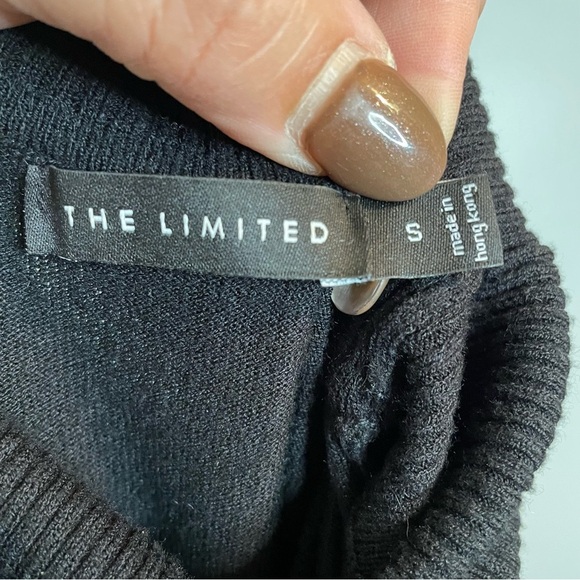 THE LIMITED
S
made in
hong kong